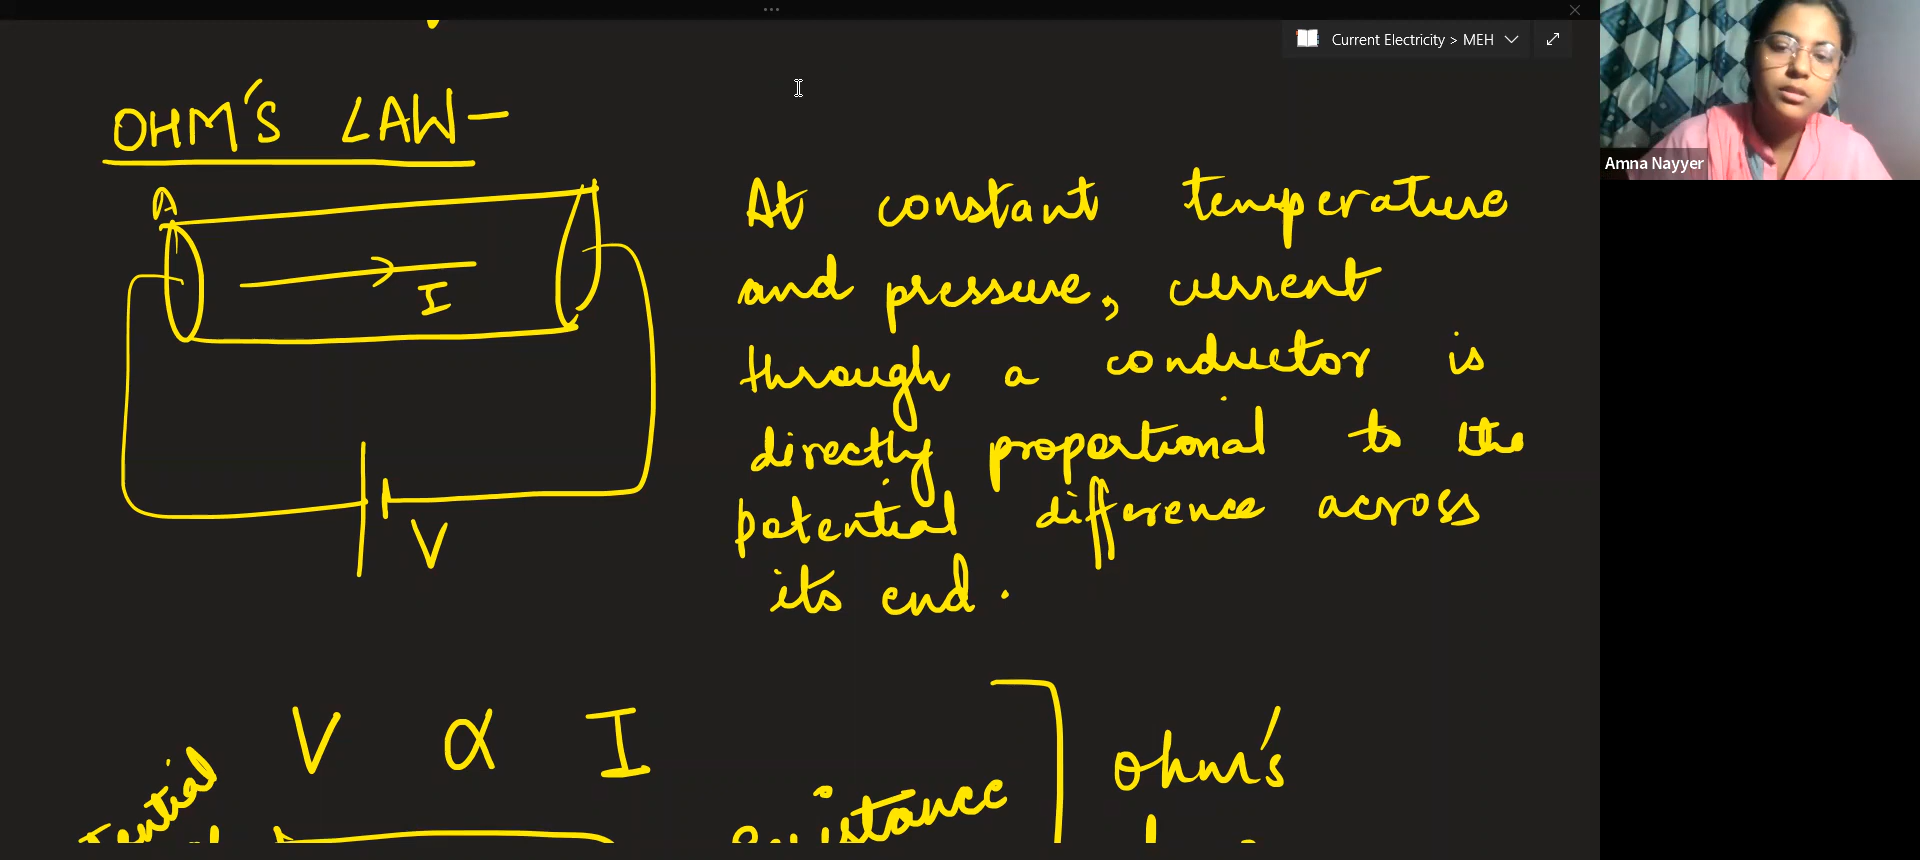 Current Electricity > MEH
Amna Nayyer
OHM'S LAW-
A
I
V
At constant temperature
and pressure, current
through a conductor is
directly proportional to the
potential difference across
its end.
V α I
ohm's